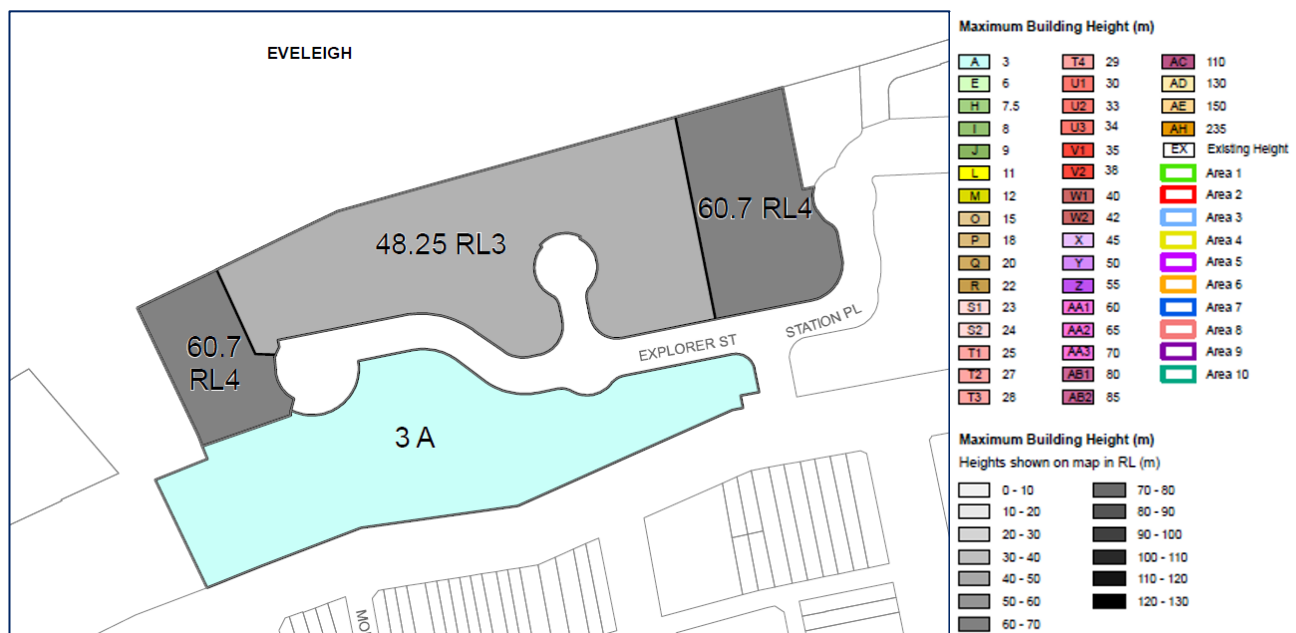 EVELEIGH
60.7 RL4
48.25 RL3
60.7
RL4
EXPLORER ST
STATION PL
3 A
Maximum Building Height (m)
A 3 T4 29 AC 110
E 6 U1 30 AD 130
H 7.5 U2 33 AE 150
I 8 U3 34 AH 235
J 9 V1 35 EX Existing Height
L 11 V2 38 Area 1
M 12 W1 40 Area 2
O 15 W2 42 Area 3
P 18 X 45 Area 4
Q 20 Y 50 Area 5
R 22 Z 55 Area 6
S1 23 AA1 60 Area 7
S2 24 AA2 65 Area 8
T1 25 AA3 70 Area 9
T2 27 AB1 80 Area 10
T3 28 AB2 85
Maximum Building Height (m)
Heights shown on map in RL (m)
0 - 10 70 - 80
10 - 20 80 - 90
20 - 30 90 - 100
30 - 40 100 - 110
40 - 50 110 - 120
50 - 60 120 - 130
60 - 70